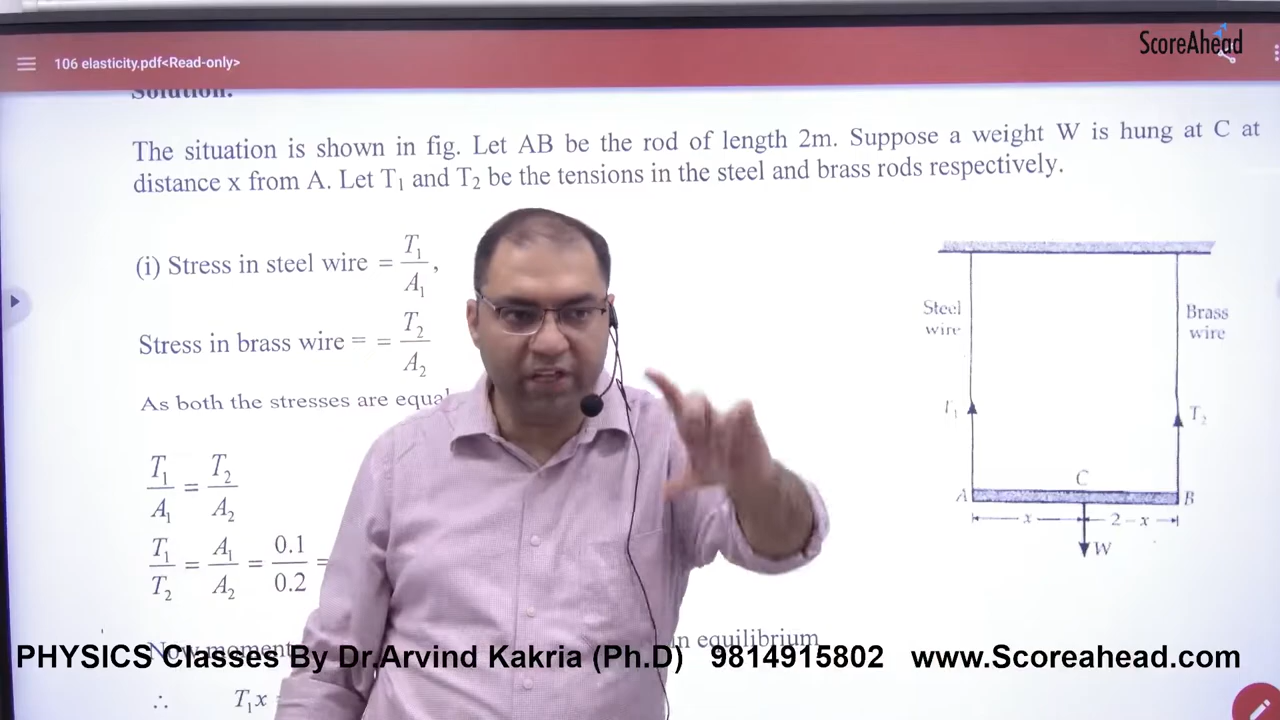 ScoreAhead
106 elasticity.pdf<Read-only>
Solution.
The situation is shown in fig. Let AB be the rod of length 2m. Suppose a weight W is hung at C at
distance x from A. Let T₁ and T₂ be the tensions in the steel and brass rods respectively.
(i) Stress in steel wire = T₁/A₁,
Stress in brass wire = = T₂/A₂
As both the stresses are equal
T₁/A₁ = T₂/A₂
T₁/T₂ = A₁/A₂ = 0.1/0.2 =
Steel
wire
Brass
wire
T₁
T₂
A
C
B
x
2 – x
W
Now moment
in equilibrium
PHYSICS Classes By Dr.Arvind Kakria (Ph.D) 9814915802 www.Scoreahead.com
∴ T₁x